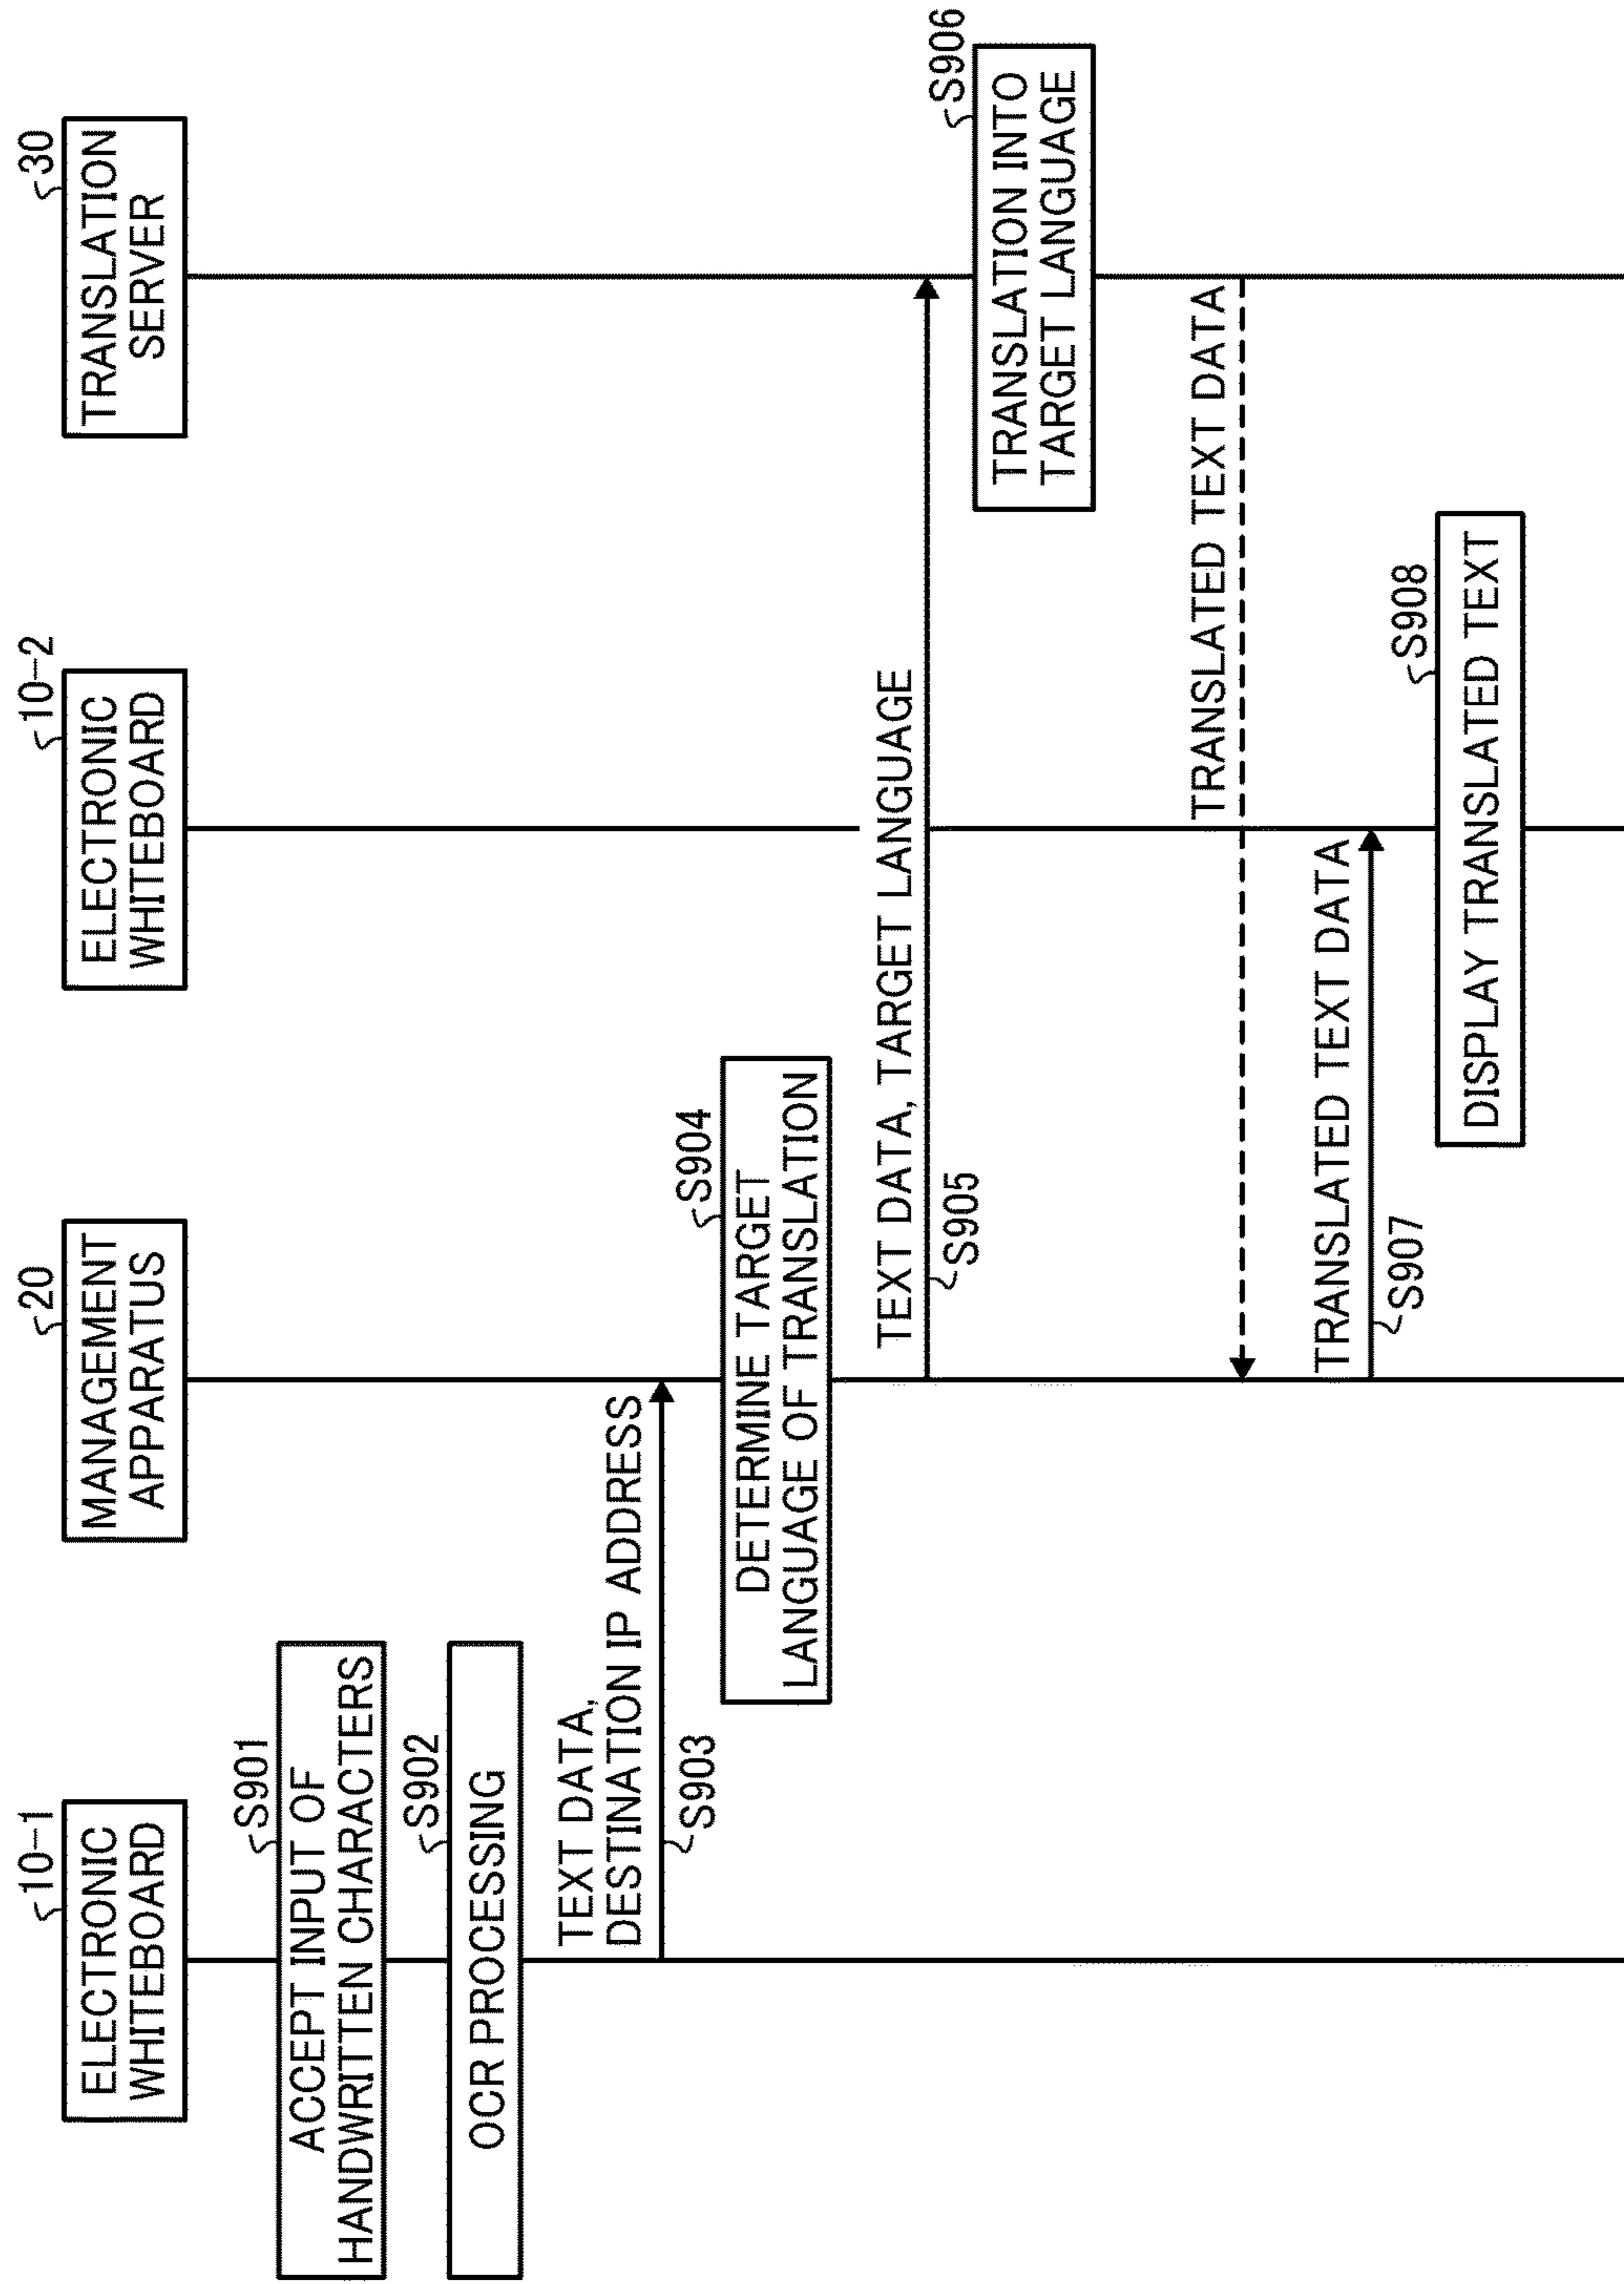 10-1
ELECTRONIC
WHITEBOARD
20
MANAGEMENT
APPARATUS
10-2
ELECTRONIC
WHITEBOARD
30
TRANSLATION
SERVER
S901
ACCEPT INPUT OF
HANDWRITTEN CHARACTERS
S902
OCR PROCESSING
TEXT DATA,
DESTINATION IP ADDRESS
S903
S904
DETERMINE TARGET
LANGUAGE OF TRANSLATION
TEXT DATA, TARGET LANGUAGE
S905
S906
TRANSLATION INTO
TARGET LANGUAGE
TRANSLATED TEXT DATA
TRANSLATED TEXT DATA
S907
S908
DISPLAY TRANSLATED TEXT